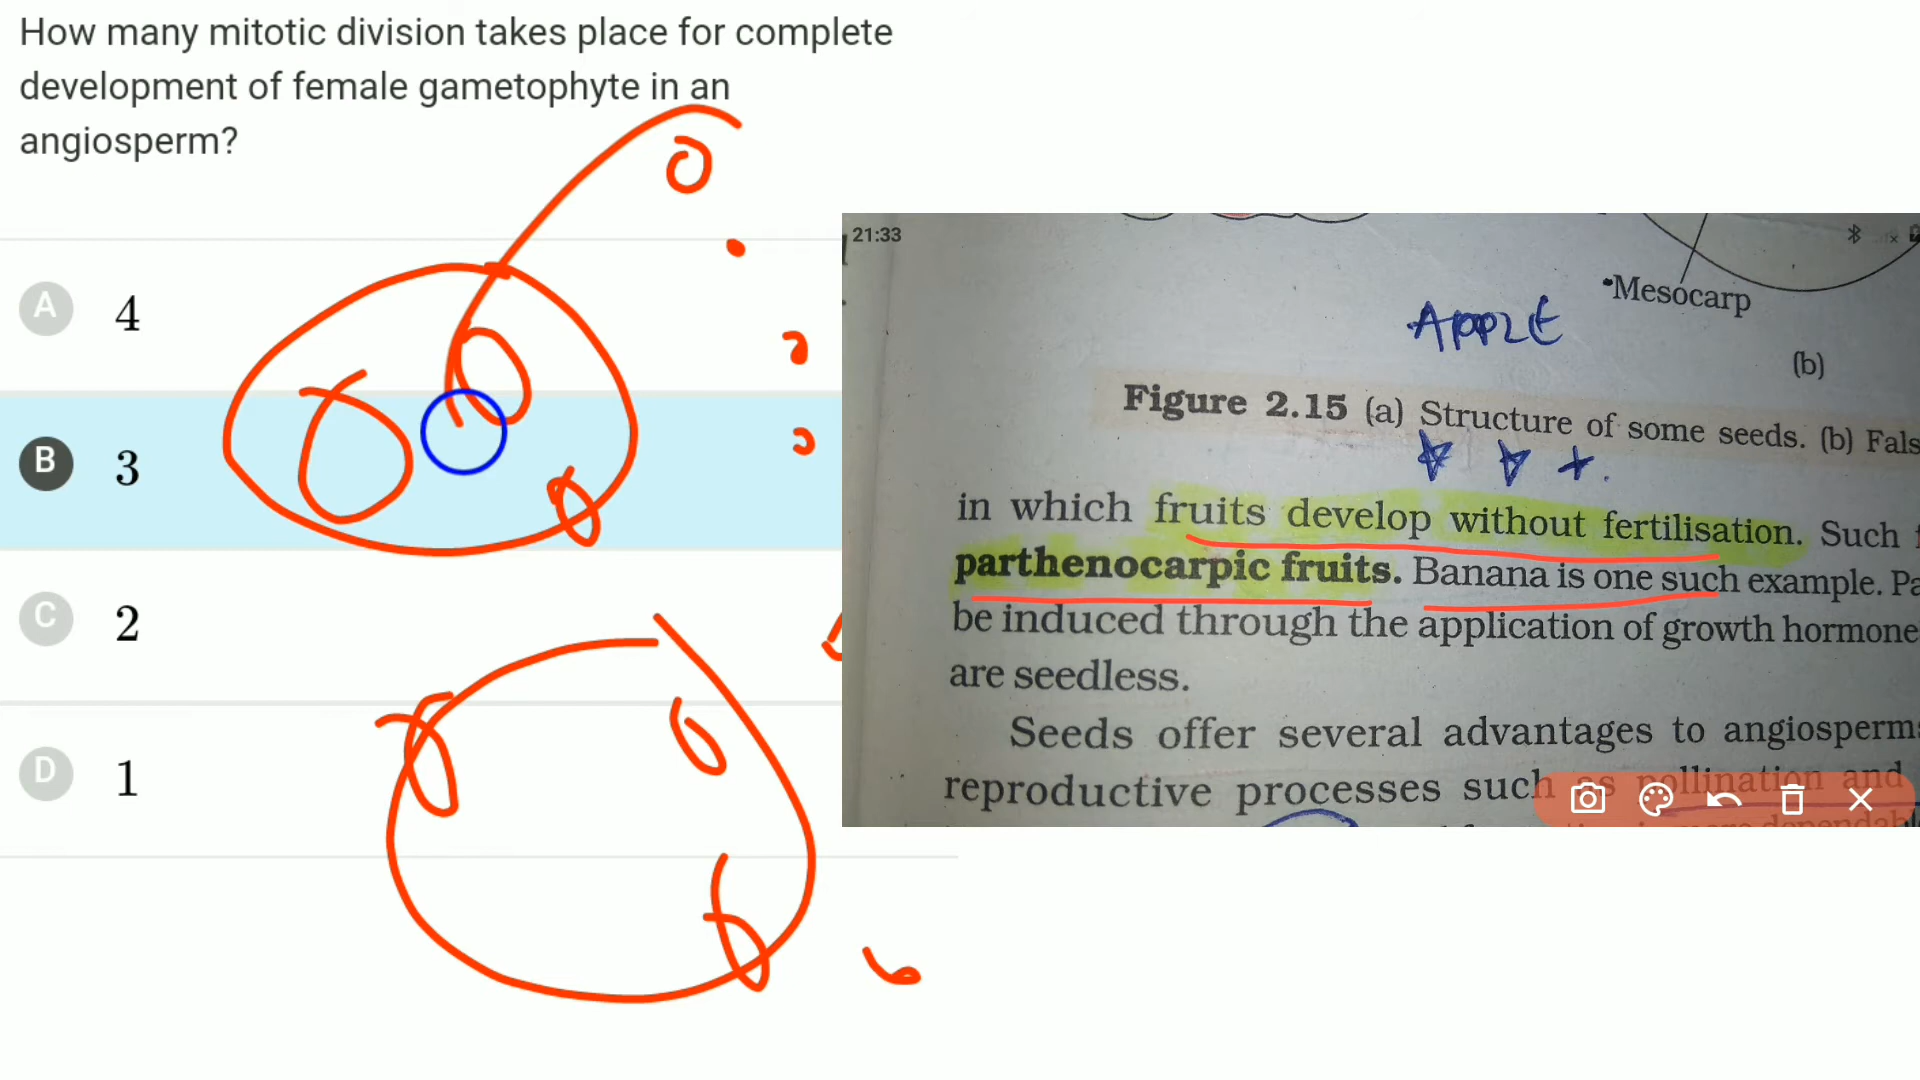 How many mitotic division takes place for complete
development of female gametophyte in an
angiosperm?
A 4
B 3
C 2
D 1
21:33
Mesocarp
APPLE
(b)
Figure 2.15 (a) Structure of some seeds. (b) Fals
in which fruits develop without fertilisation. Such
parthenocarpic fruits. Banana is one such example. Pa
be induced through the application of growth hormone
are seedless.
Seeds offer several advantages to angiosperms
reproductive processes such as pollination and